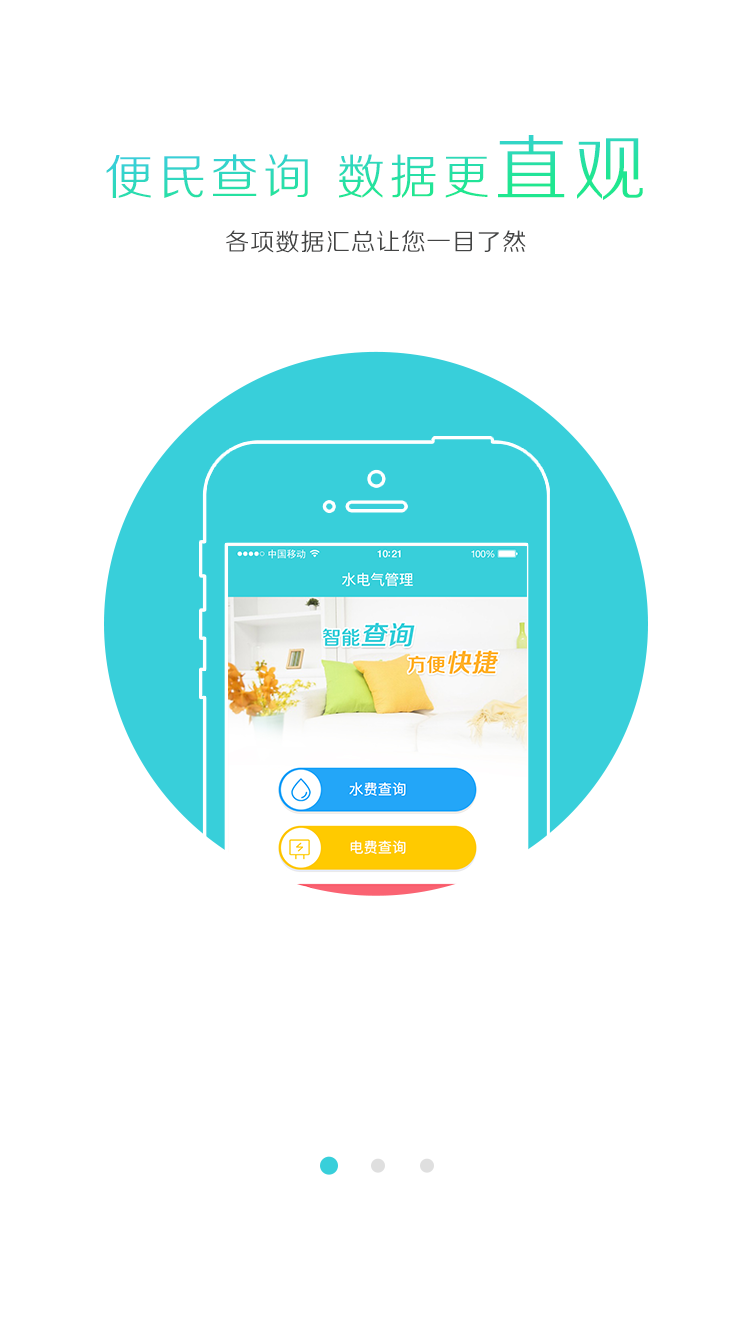 便民查询 数据更直观
各项数据汇总让您一目了然
中国移动 10:21 100%
水电气管理
智能查询
方便快捷
水费查询
电费查询